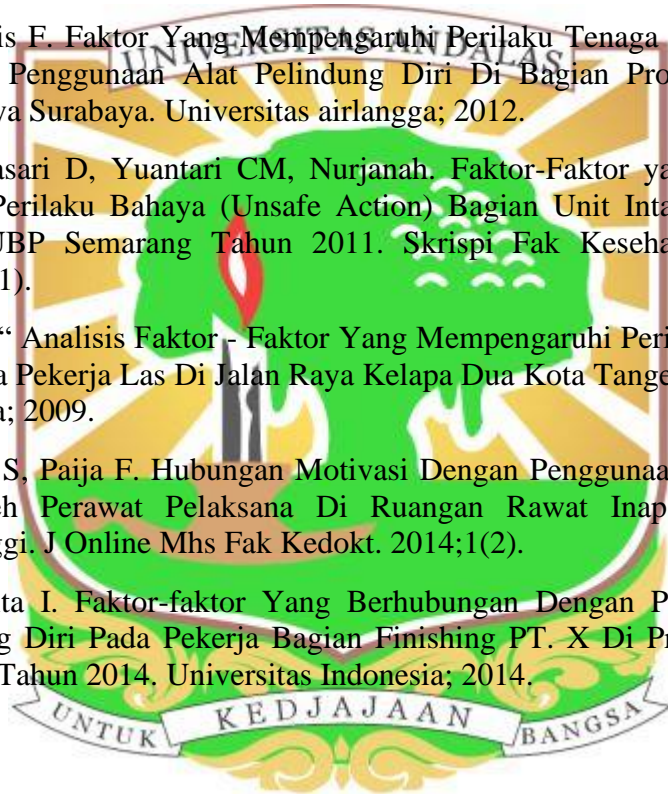 is F. Faktor Yang Mempengaruhi Perilaku Tenaga
UNIVERSITAS ANDALAS
Penggunaan Alat Pelindung Diri Di Bagian Pro
ya Surabaya. Universitas airlangga; 2012.
asari D, Yuantari CM, Nurjanah. Faktor-Faktor ya
Perilaku Bahaya (Unsafe Action) Bagian Unit Inta
UBP Semarang Tahun 2011. Skrispi Fak Keseha
1).
“ Analisis Faktor - Faktor Yang Mempengaruhi Peri
a Pekerja Las Di Jalan Raya Kelapa Dua Kota Tange
a; 2009.
S, Paija F. Hubungan Motivasi Dengan Penggunaa
eh Perawat Pelaksana Di Ruangan Rawat Inap
ggi. J Online Mhs Fak Kedokt. 2014;1(2).
ta I. Faktor-faktor Yang Berhubungan Dengan P
g Diri Pada Pekerja Bagian Finishing PT. X Di Pr
Tahun 2014. Universitas Indonesia; 2014.
UNTUK KEDJAJAAN BANGSA